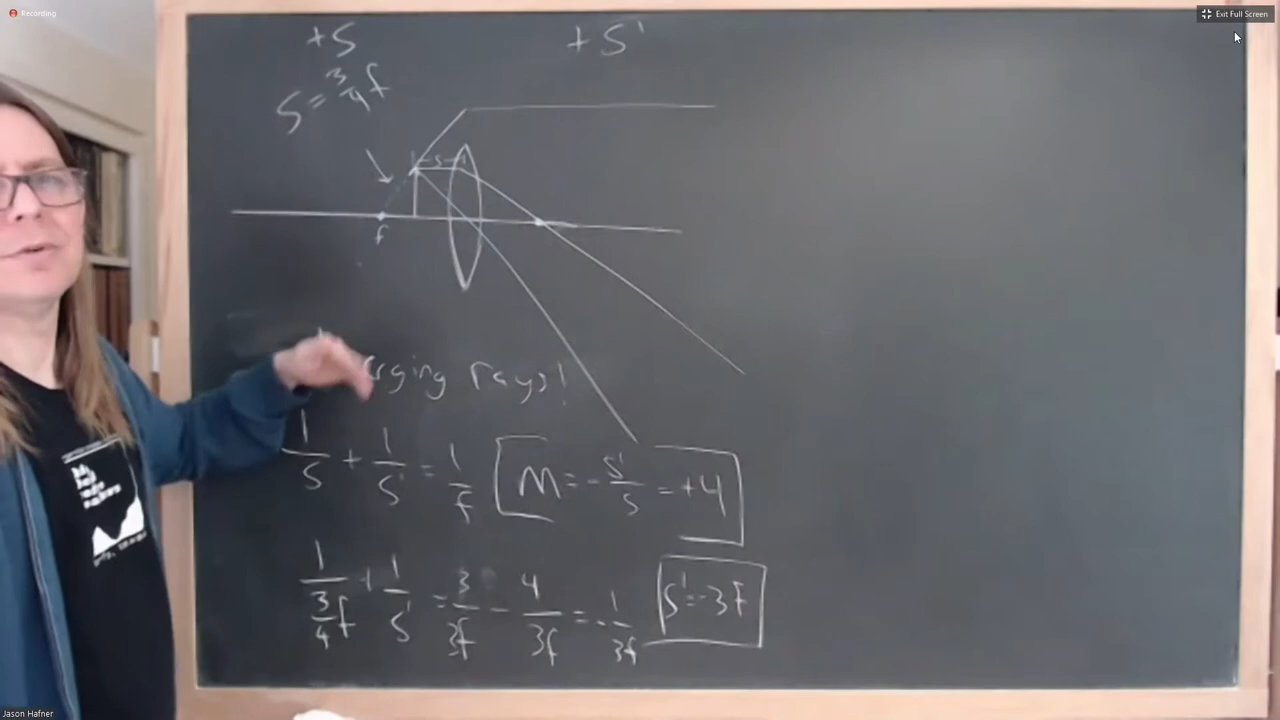 Recording
Exit Full Screen
+S
+S'
S = 3/4 f
S
f
rging rays!
1/S + 1/S' = 1/f
M = - S'/S = +4
1/(3/4 f) + 1/S' = 3/3f - 4/3f = - 1/3f
S' = -3f
Jason Hafner